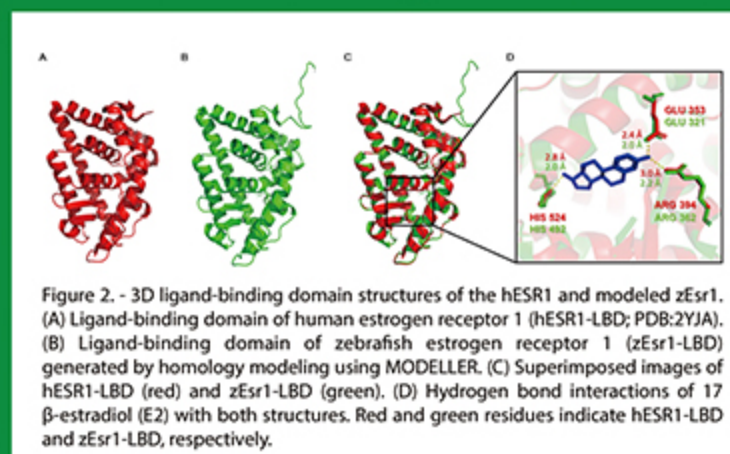 A
B
C
D
GLU 353
GLU 321
2.4 Å
2.0 Å
2.8 Å
2.0 Å
3.0 Å
2.2 Å
HIS 524
HIS 492
ARG 394
ARG 362
Figure 2. - 3D ligand-binding domain structures of the hESR1 and modeled zEsr1.
(A) Ligand-binding domain of human estrogen receptor 1 (hESR1-LBD; PDB:2YJA).
(B) Ligand-binding domain of zebrafish estrogen receptor 1 (zEsr1-LBD)
generated by homology modeling using MODELLER. (C) Superimposed images of
hESR1-LBD (red) and zEsr1-LBD (green). (D) Hydrogen bond interactions of 17
β-estradiol (E2) with both structures. Red and green residues indicate hESR1-LBD
and zEsr1-LBD, respectively.